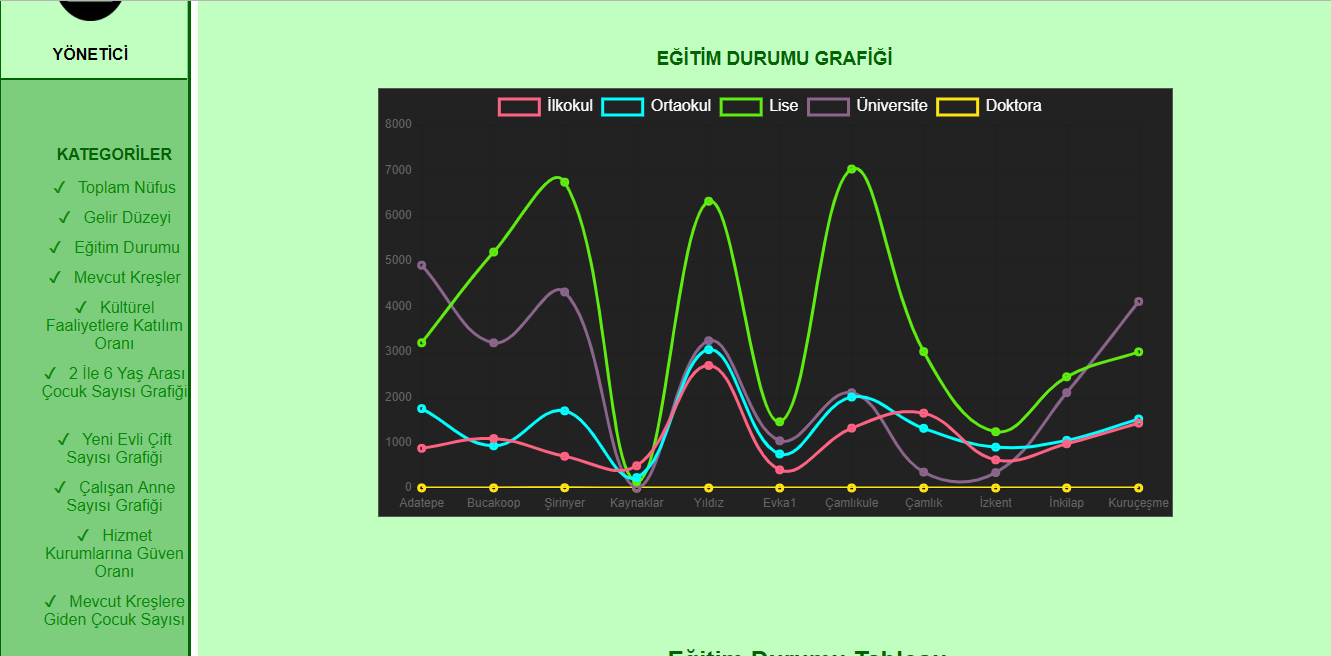 YÖNETİCİ
KATEGORİLER
✓ Toplam Nüfus
✓ Gelir Düzeyi
✓ Eğitim Durumu
✓ Mevcut Kreşler
✓ Kültürel
Faaliyetlere Katılım
Oranı
✓ 2 İle 6 Yaş Arası
Çocuk Sayısı Grafiği
✓ Yeni Evli Çift
Sayısı Grafiği
✓ Çalışan Anne
Sayısı Grafiği
✓ Hizmet
Kurumlarına Güven
Oranı
✓ Mevcut Kreşlere
Giden Çocuk Sayısı
EĞİTİM DURUMU GRAFİĞİ
İlkokul Ortaokul Lise Üniversite Doktora
8000
7000
6000
5000
4000
3000
2000
1000
0
Adatepe Bucakoop Şirinyer Kaynaklar Yıldız Evka1 Çamlıkule Çamlık İzkent İnkilap Kuruçeşme
Eğitim Durumu Tablosu